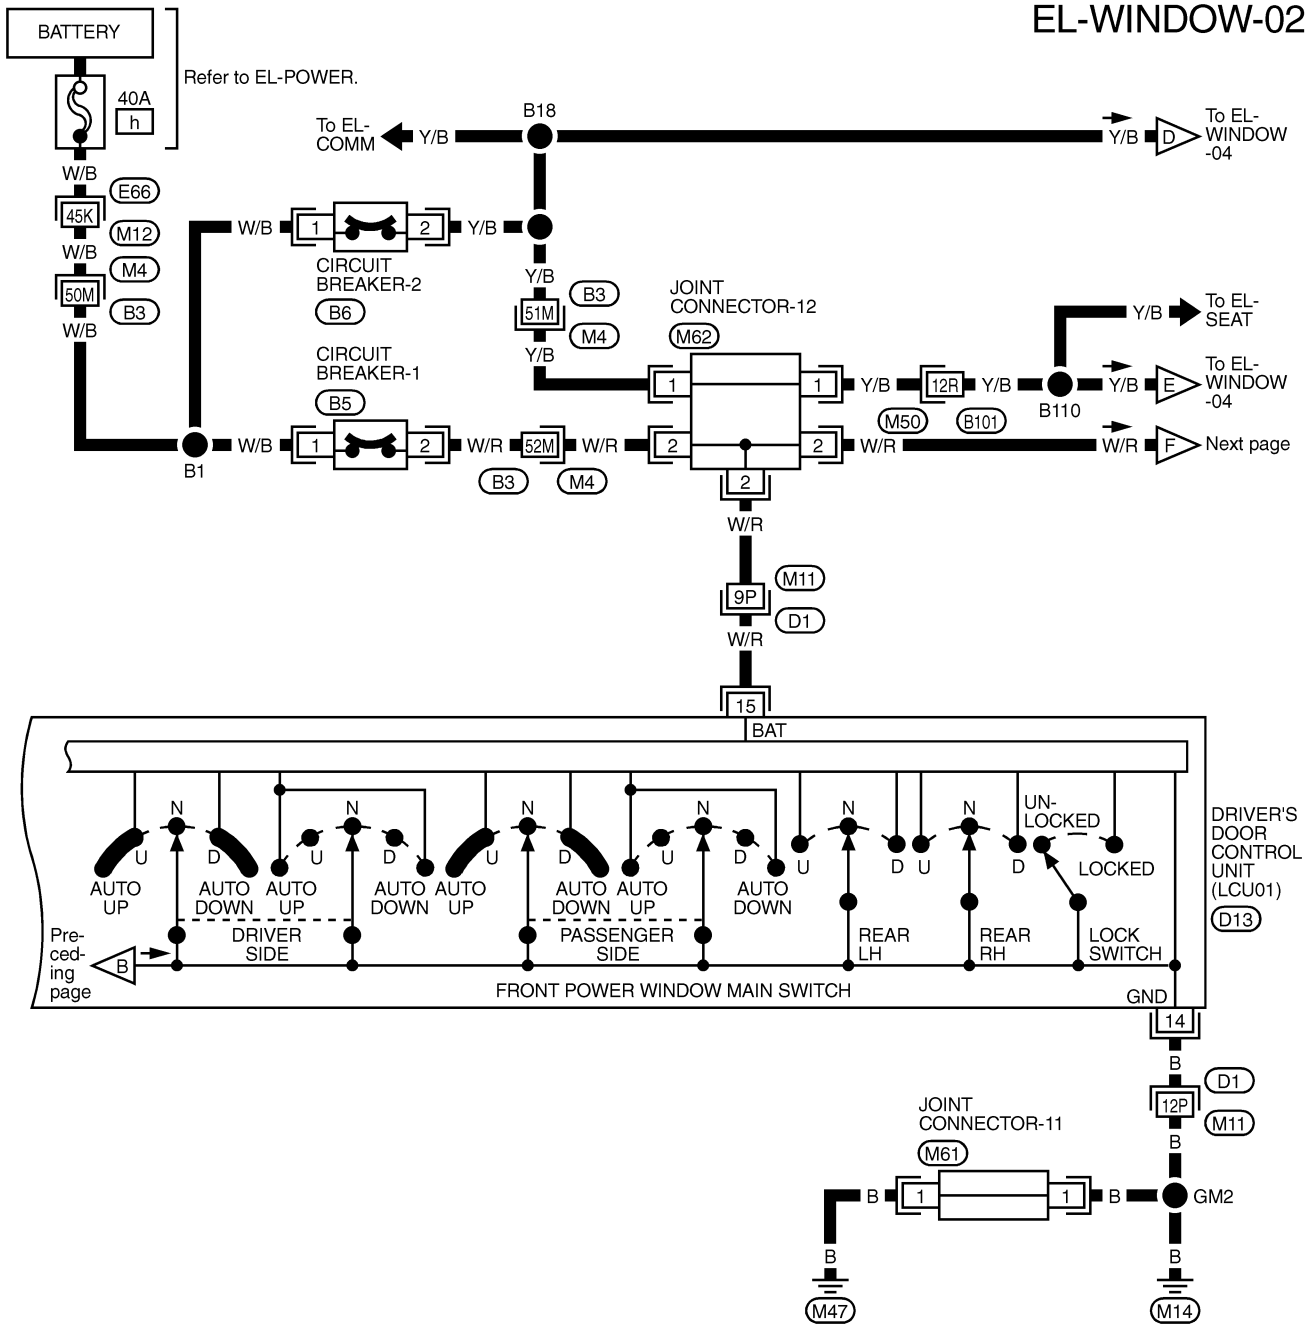 EL-WINDOW-02
BATTERY
Refer to EL-POWER.
40A
h
W/B
45K
E66
M12
W/B
M4
50M
B3
W/B
B18
To EL-
COMM
Y/B
Y/B
D
To EL-
WINDOW
-04
W/B
1
2
Y/B
CIRCUIT
BREAKER-2
B6
Y/B
51M
B3
M4
Y/B
JOINT
CONNECTOR-12
M62
CIRCUIT
BREAKER-1
B5
1
1
Y/B
12R
Y/B
M50
B101
B110
Y/B
To EL-
SEAT
Y/B
E
To EL-
WINDOW
-04
B1
W/B
1
2
W/R
52M
W/R
B3
M4
2
2
W/R
W/R
F
Next page
2
W/R
9P
M11
D1
W/R
15
BAT
N
U
D
AUTO
UP
AUTO
DOWN
N
U
D
AUTO
UP
AUTO
DOWN
N
U
D
AUTO
UP
AUTO
DOWN
N
U
D
AUTO
UP
AUTO
DOWN
N
U
D
N
U
D
UN-
LOCKED
LOCKED
DRIVER
SIDE
PASSENGER
SIDE
REAR
LH
REAR
RH
LOCK
SWITCH
Pre-
ced-
ing
page
B
FRONT POWER WINDOW MAIN SWITCH
DRIVER'S
DOOR
CONTROL
UNIT
(LCU01)
D13
GND
14
B
D1
12P
M11
B
JOINT
CONNECTOR-11
M61
B
1
1
B
GM2
B
B
M47
M14